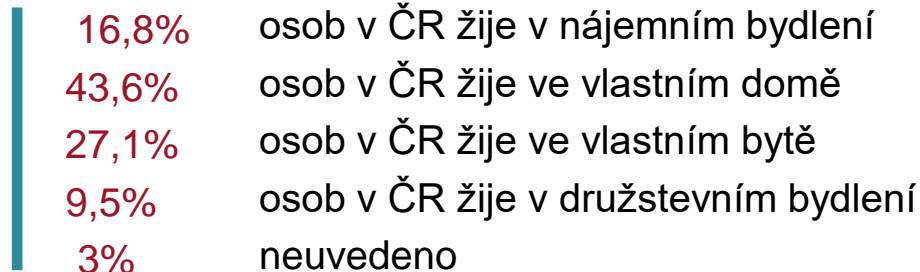 16,8% osob v ČR žije v nájemním bydlení
43,6% osob v ČR žije ve vlastním domě
27,1% osob v ČR žije ve vlastním bytě
9,5% osob v ČR žije v družstevním bydlení
3% neuvedeno